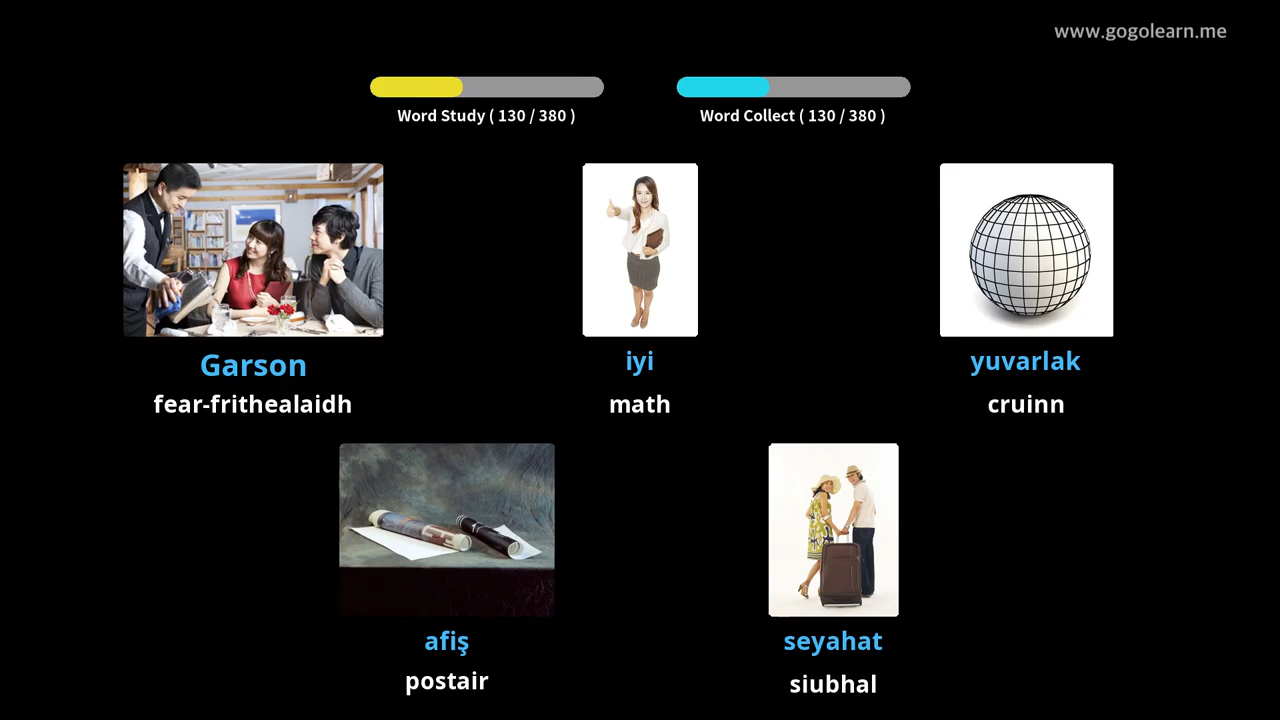 www.gogolearn.me
Word Study ( 130 / 380 )
Word Collect ( 130 / 380 )
Garson
fear-frithealaidh
iyi
math
yuvarlak
cruinn
afiş
postair
seyahat
siubhal